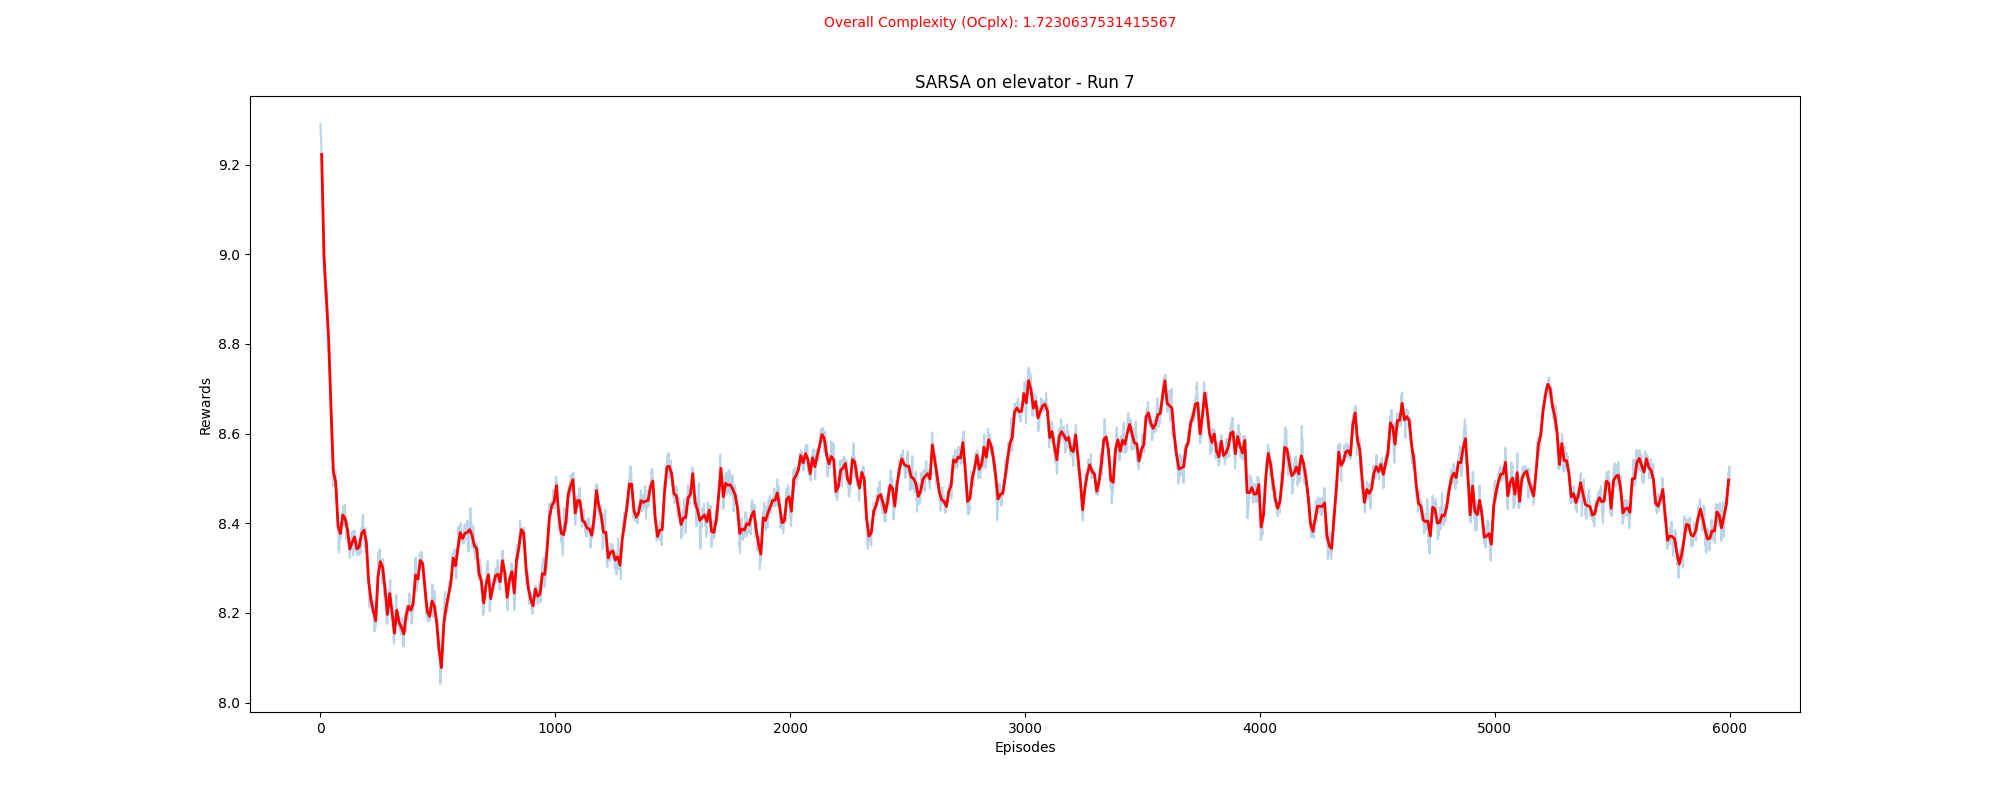 Overall Complexity (OCplx): 1.7230637531415567
SARSA on elevator - Run 7
Rewards
9.2
9.0
8.8
8.6
8.4
8.2
8.0
0 1000 2000 3000 4000 5000 6000
Episodes